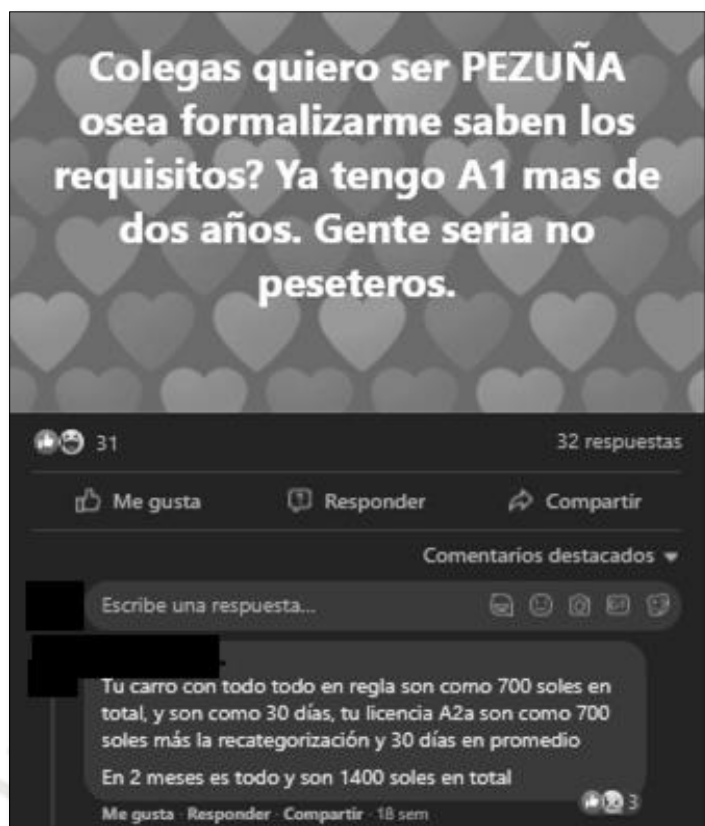 Colegas quiero ser PEZUÑA
osea formalizarme saben los
requisitos? Ya tengo A1 mas de
dos años. Gente seria no
peseteros.
31
32 respuestas
Me gusta
Responder
Compartir
Comentarios destacados
Escribe una respuesta...
GIF
Tu carro con todo todo en regla son como 700 soles en
total, y son como 30 días, tu licencia A2a son como 700
soles más la recategorización y 30 días en promedio
En 2 meses es todo y son 1400 soles en total
3
Me gusta · Responder · Compartir · 18 sem